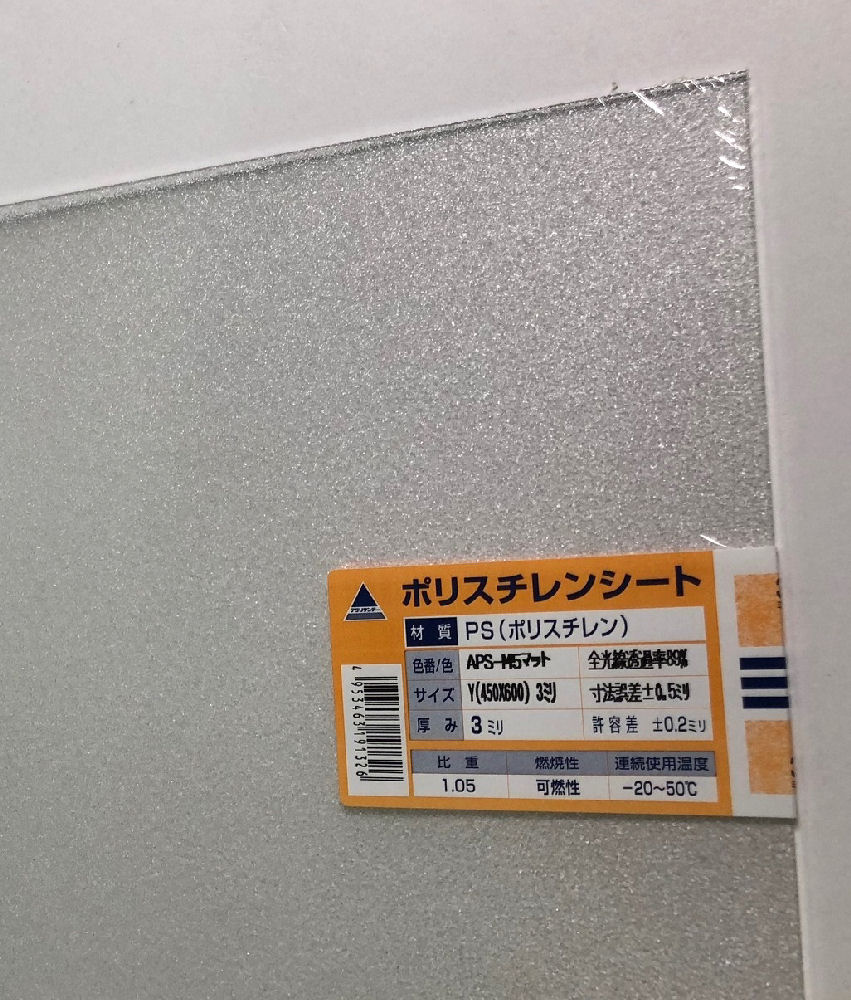 ポリスチレンシート
材質 PS(ポリスチレン)
色番/色 APS-M5マット 全光線透過率89%
サイズ Y(450X600) 3ミリ 寸法誤差±0.5ミリ
厚み 3ミリ 許容差 ±0.2ミリ
比重 燃焼性 連続使用温度
1.05 可燃性 -20~50℃
4953463191326